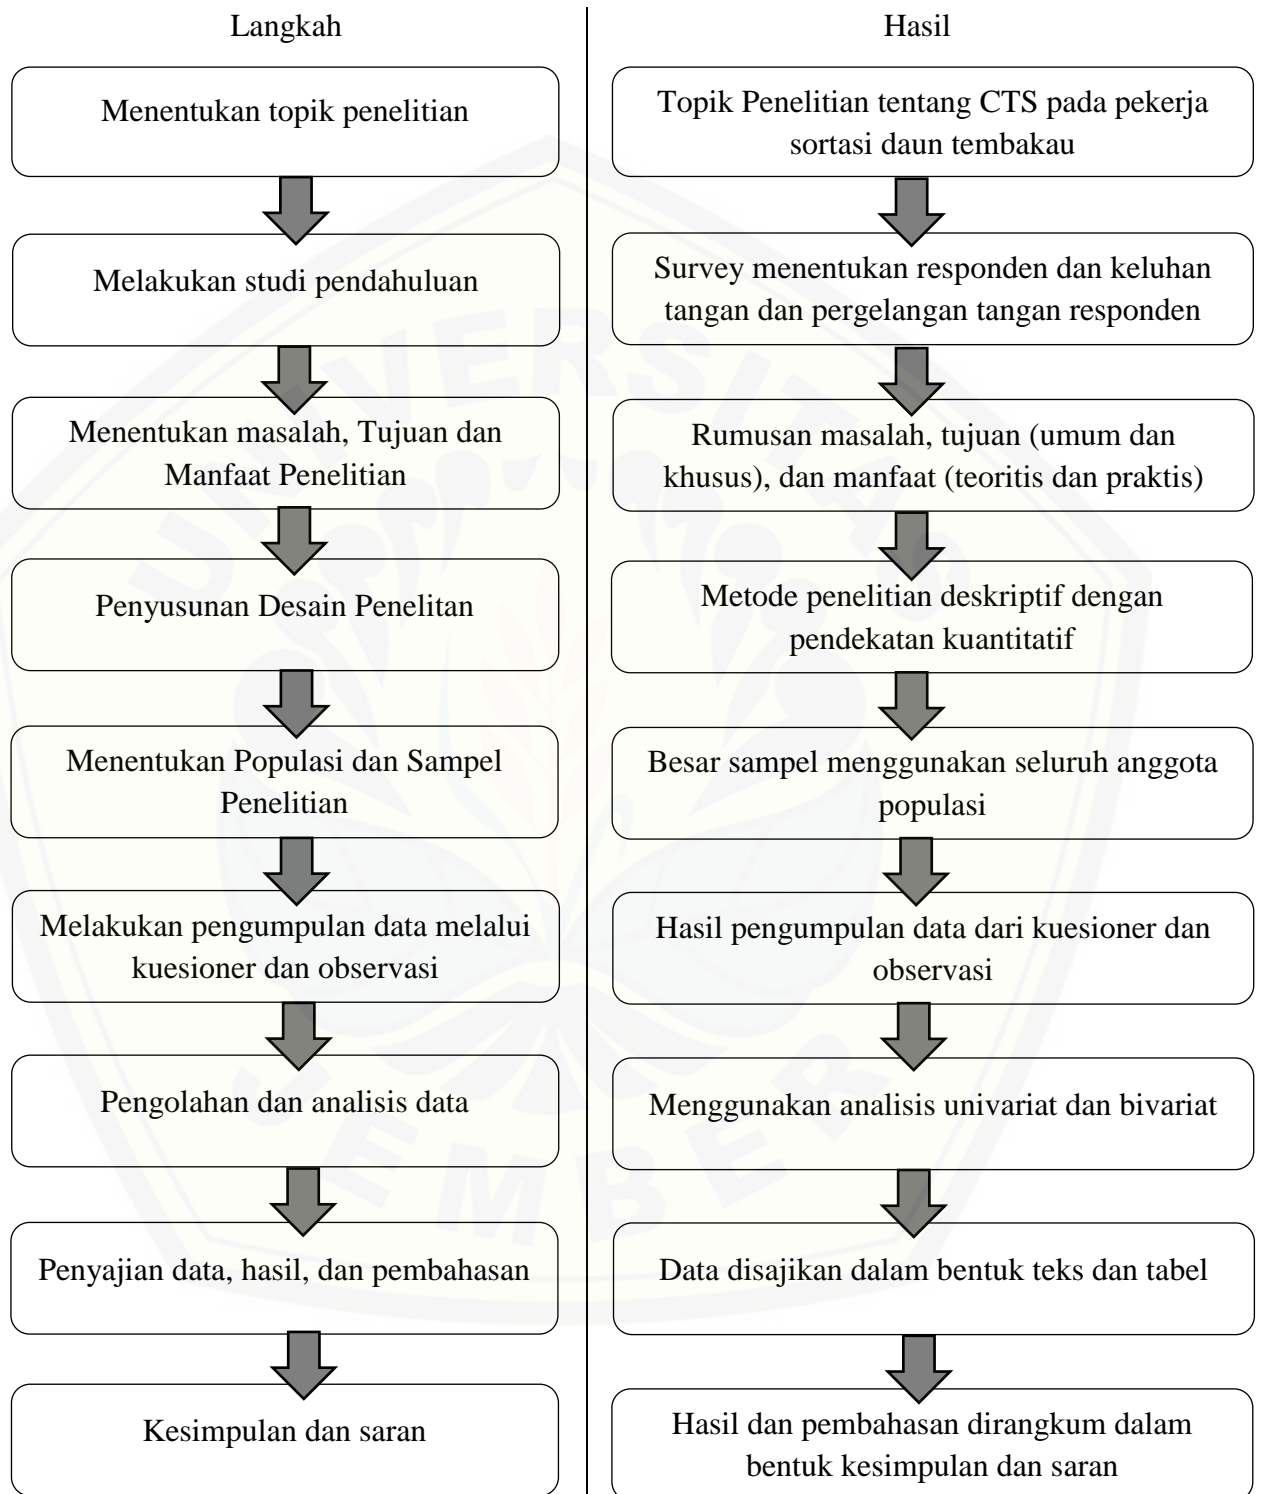 Langkah
Menentukan topik penelitian
Melakukan studi pendahuluan
Menentukan masalah, Tujuan dan
Manfaat Penelitian
Penyusunan Desain Penelitan
Menentukan Populasi dan Sampel
Penelitian
Melakukan pengumpulan data melalui
kuesioner dan observasi
Pengolahan dan analisis data
Penyajian data, hasil, dan pembahasan
Kesimpulan dan saran
Hasil
Topik Penelitian tentang CTS pada pekerja
sortasi daun tembakau
Survey menentukan responden dan keluhan
tangan dan pergelangan tangan responden
Rumusan masalah, tujuan (umum dan
khusus), dan manfaat (teoritis dan praktis)
Metode penelitian deskriptif dengan
pendekatan kuantitatif
Besar sampel menggunakan seluruh anggota
populasi
Hasil pengumpulan data dari kuesioner dan
observasi
Menggunakan analisis univariat dan bivariat
Data disajikan dalam bentuk teks dan tabel
Hasil dan pembahasan dirangkum dalam
bentuk kesimpulan dan saran
UNIVERSITAS
JEMBER